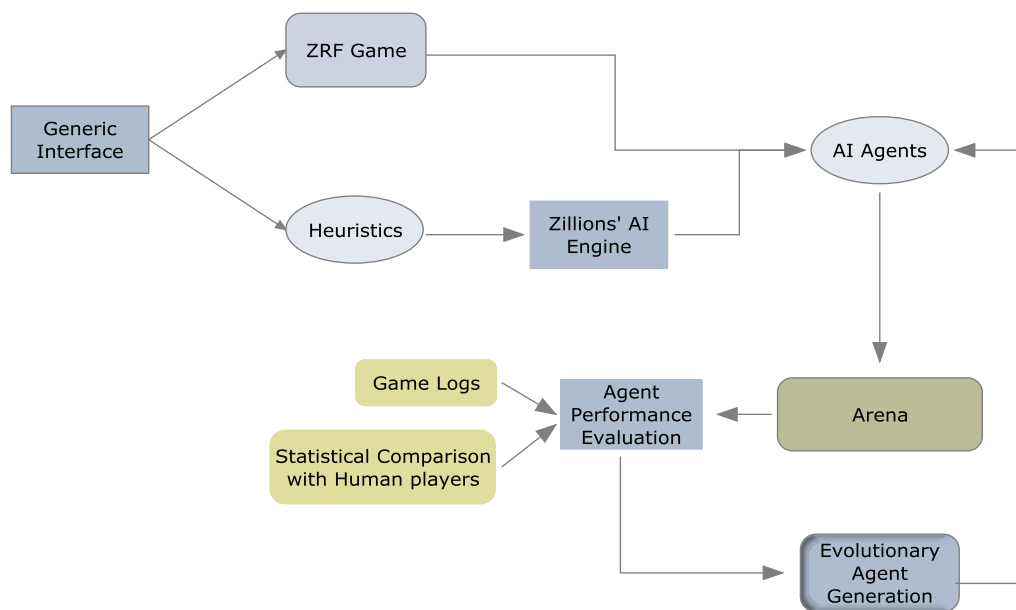 ZRF Game
Generic
Interface
AI Agents
Heuristics
Zillions' AI
Engine
Game Logs
Agent
Performance
Evaluation
Arena
Statistical Comparison
with Human players
Evolutionary
Agent
Generation